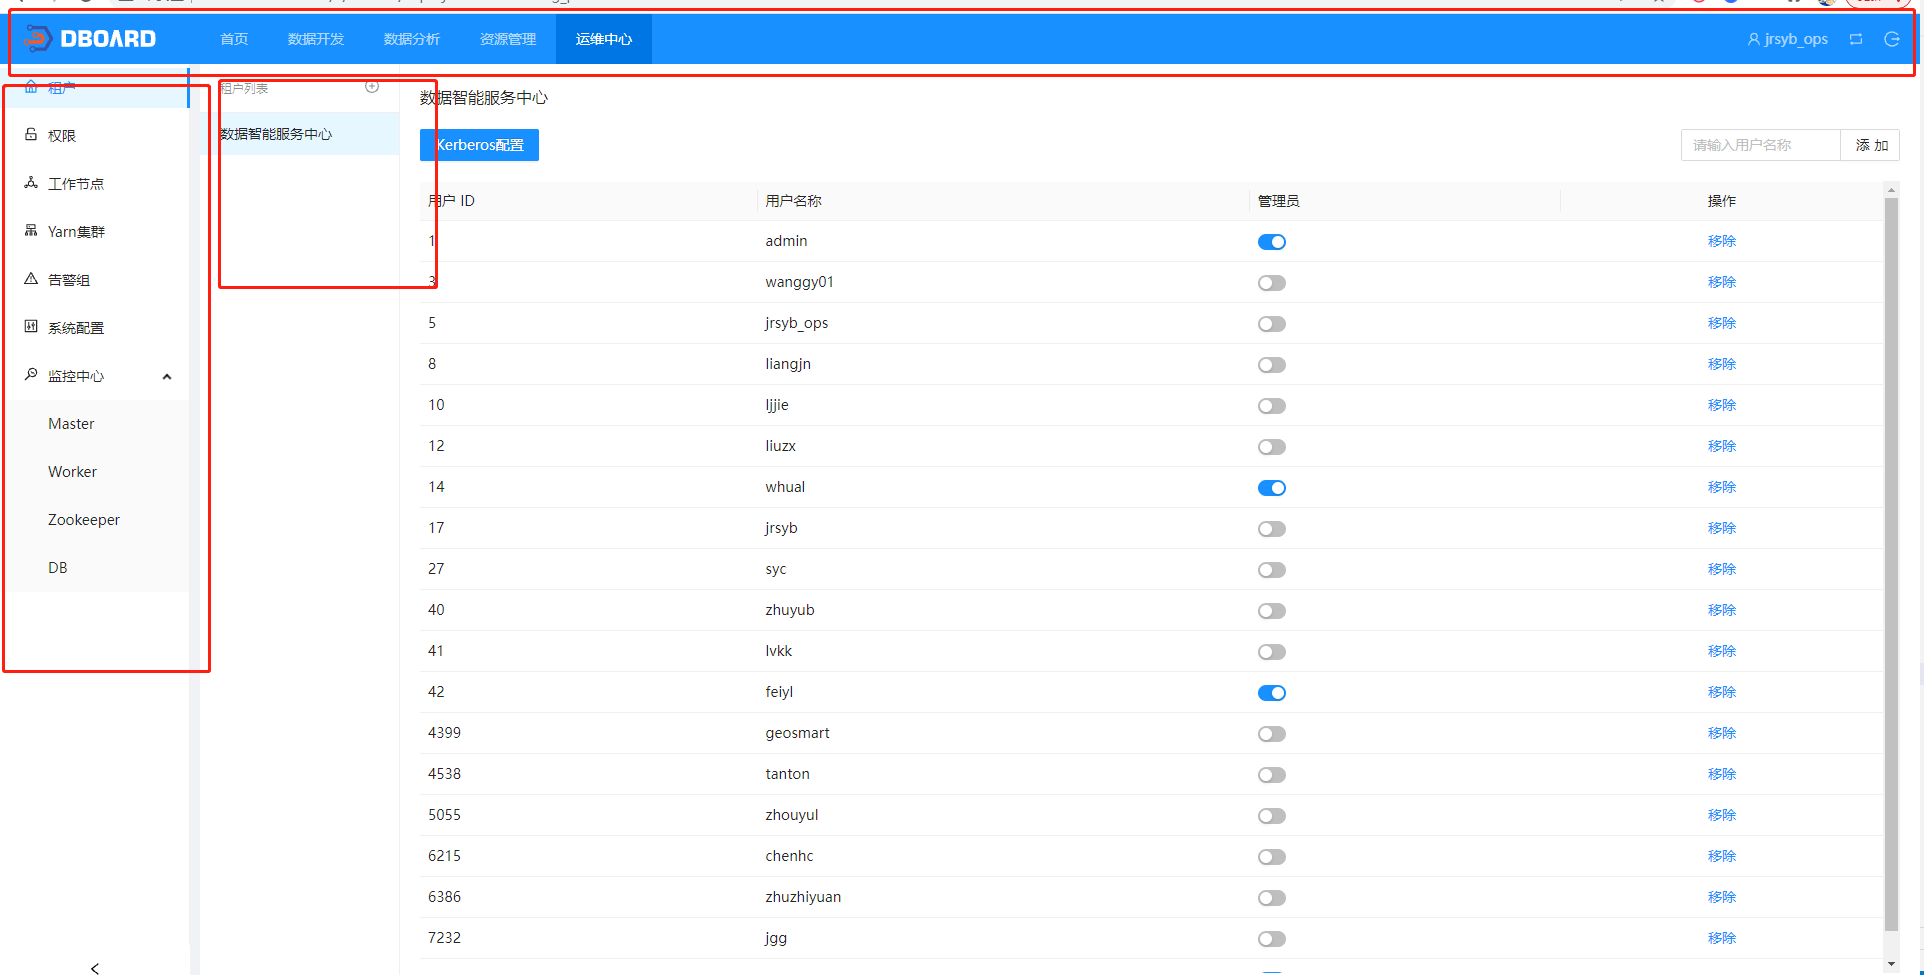 DBOARD 首页 数据开发 数据分析 资源管理 运维中心 jrsyb_ops
租户
权限
工作节点
Yarn集群
告警组
系统配置
监控中心
Master
Worker
Zookeeper
DB
租户列表
数据智能服务中心
数据智能服务中心
Kerberos配置 请输入用户名称 添 加
用户 ID 用户名称 管理员 操作
1 admin 移除
3 wanggy01 移除
5 jrsyb_ops 移除
8 liangjn 移除
10 ljjie 移除
12 liuzx 移除
14 whual 移除
17 jrsyb 移除
27 syc 移除
40 zhuyub 移除
41 lvkk 移除
42 feiyl 移除
4399 geosmart 移除
4538 tanton 移除
5055 zhouyul 移除
6215 chenhc 移除
6386 zhuzhiyuan 移除
7232 jgg 移除